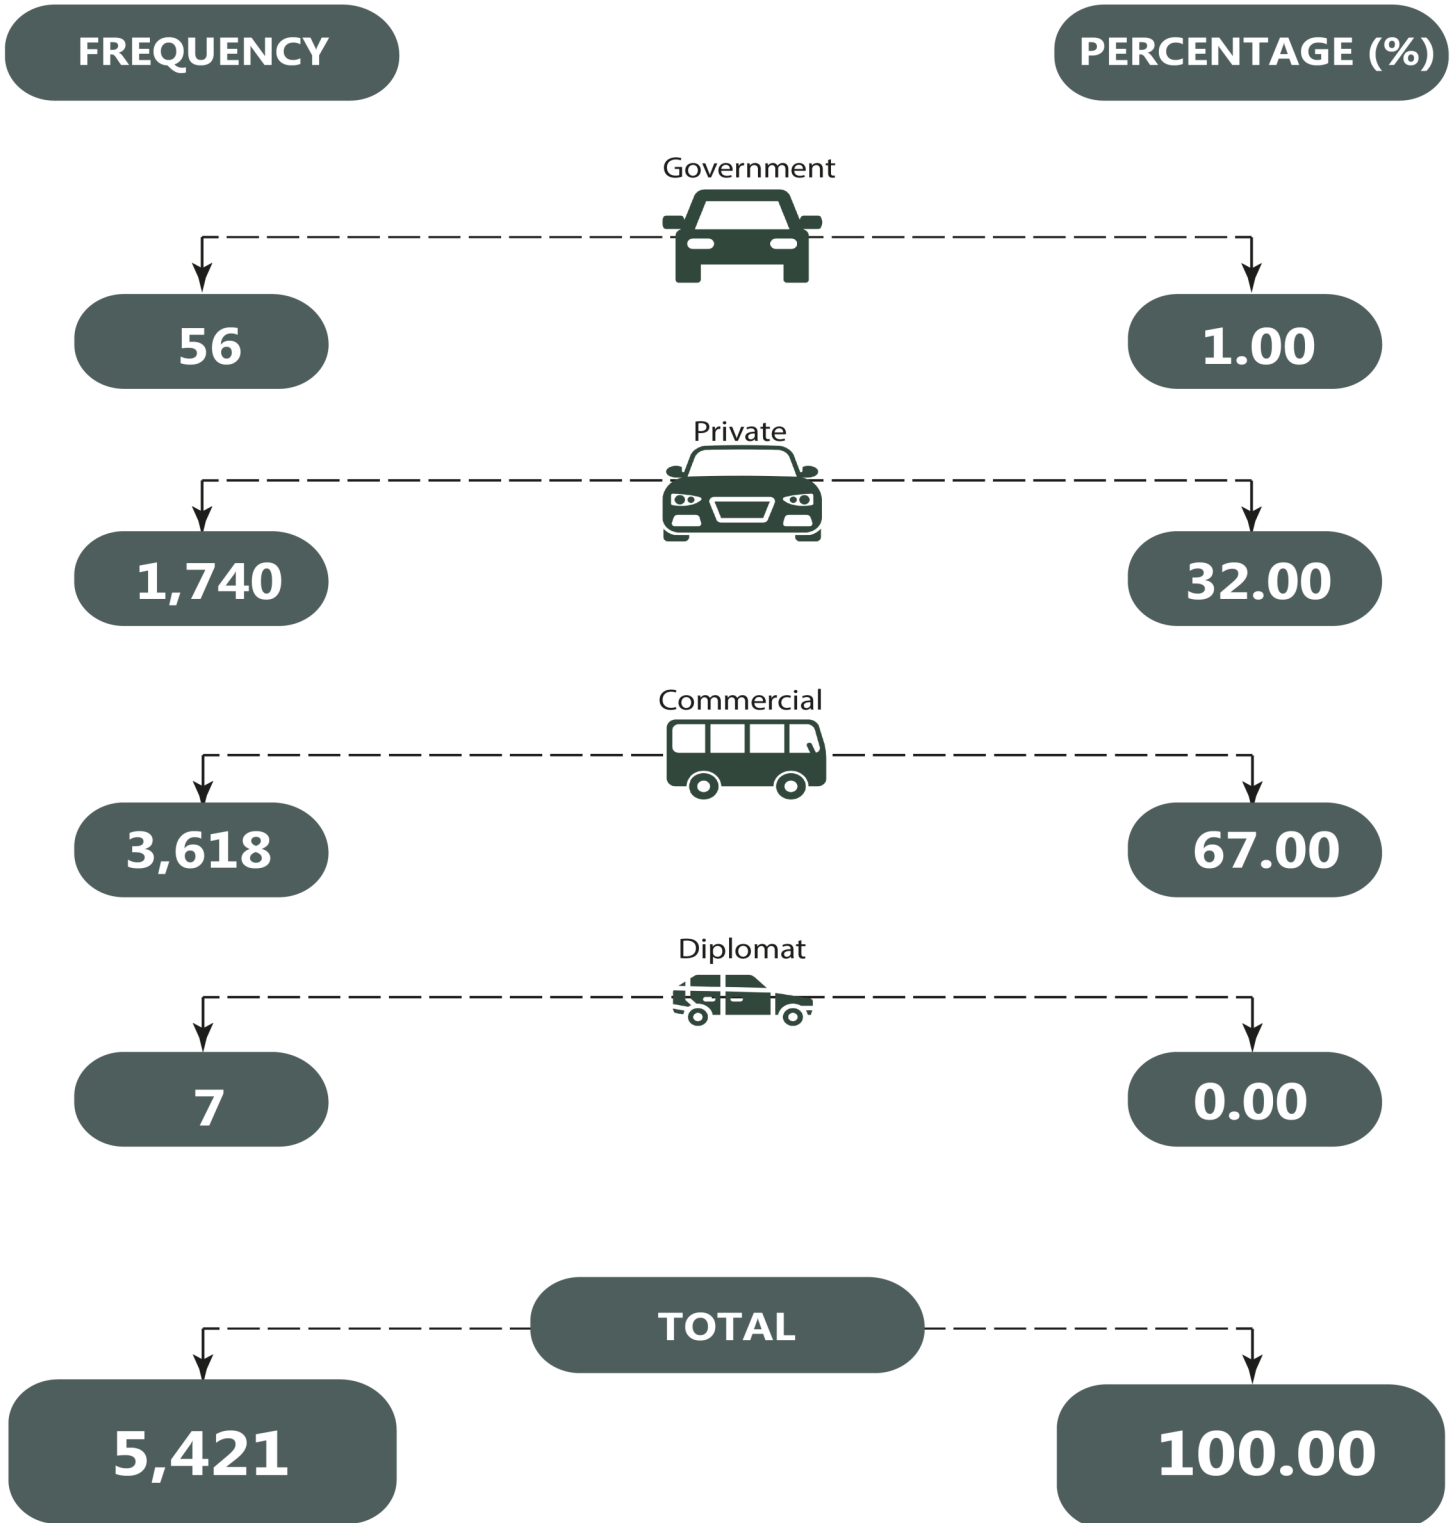 FREQUENCY
PERCENTAGE (%)
Government
56
1.00
Private
1,740
32.00
Commercial
3,618
67.00
Diplomat
7
0.00
TOTAL
5,421
100.00